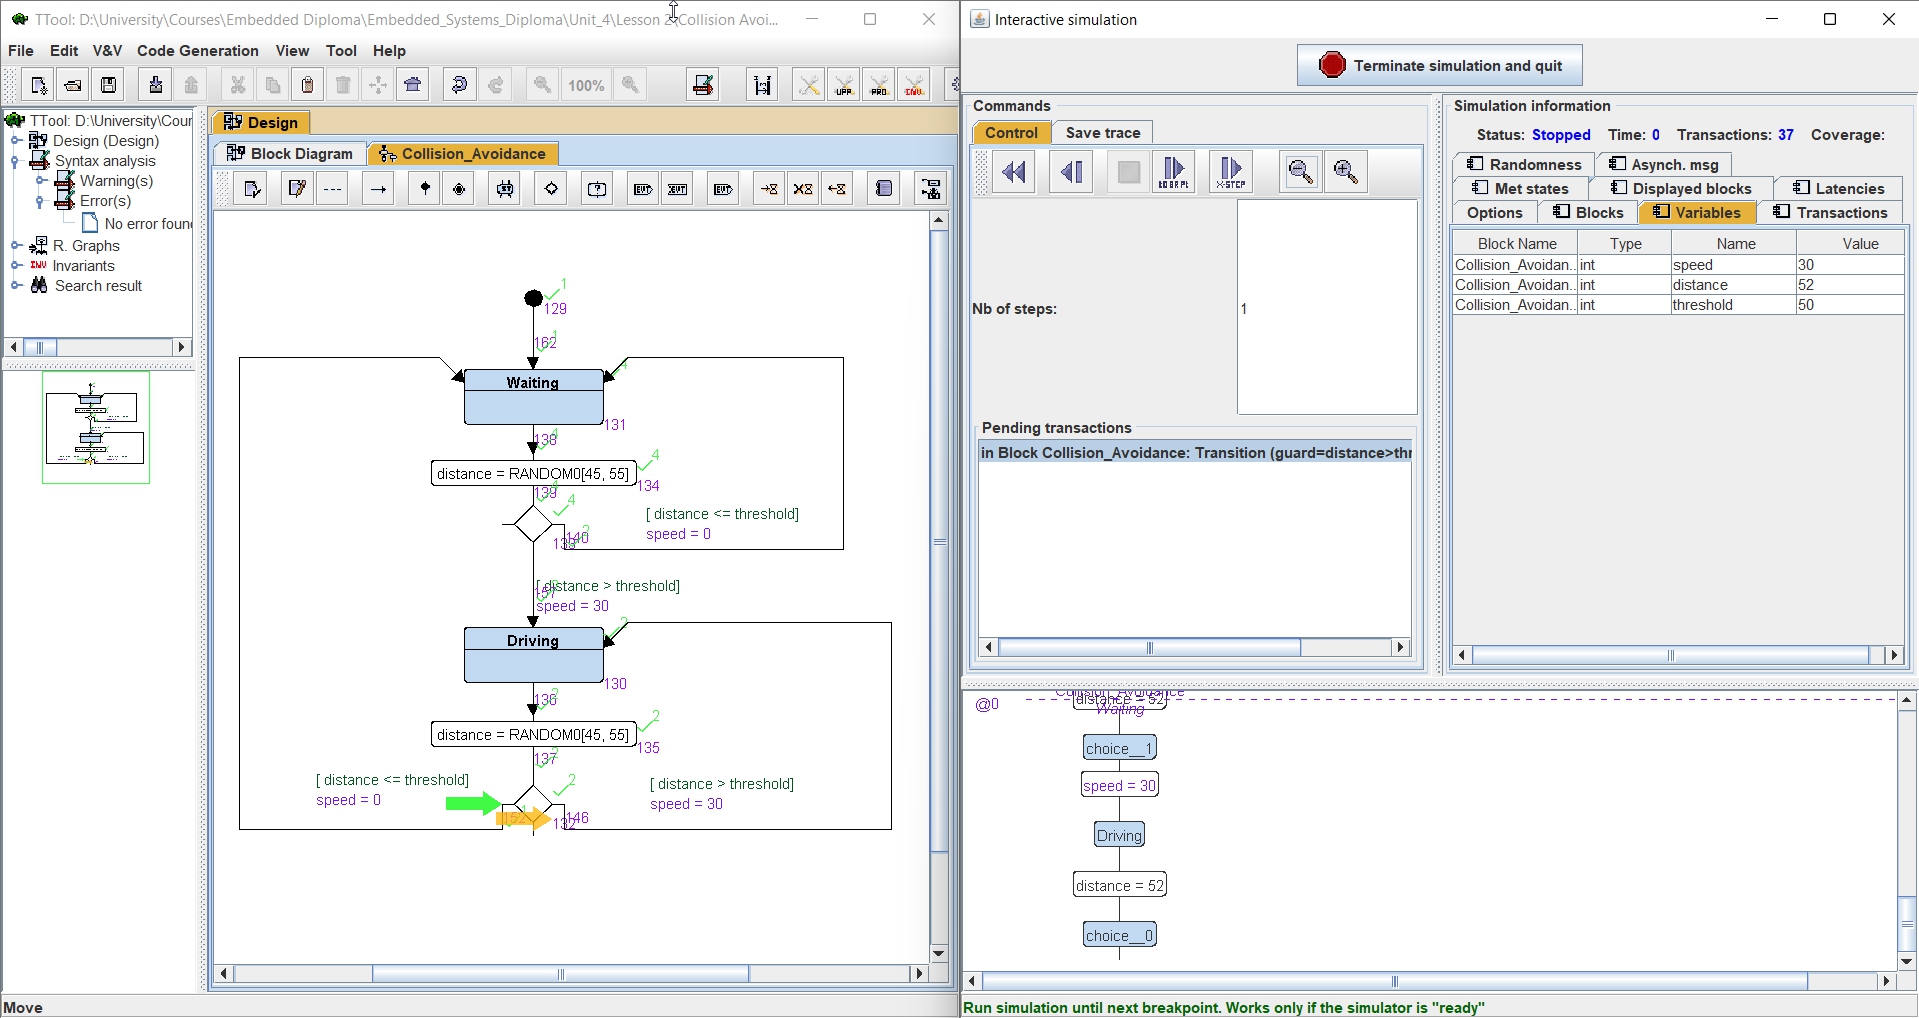 TTool: D:\University\Courses\Embedded Diploma\Embedded_Systems_Diploma\Unit_4\Lesson 2\Collision Avoi...
File Edit V&V Code Generation View Tool Help
100%
UPP PRO INV
TTool: D:\University\Cour
Design (Design)
Syntax analysis
Warning(s)
Error(s)
No error foun
R. Graphs
INV Invariants
Search result
Design
Block Diagram Collision_Avoidance
1
129
162
Waiting
131
138
4
distance = RANDOM0[45, 55]
4
134
139
4
[ distance <= threshold]
speed = 0
140
2
133
[ distance > threshold]
speed = 30
Driving
2
130
136
distance = RANDOM0[45, 55]
2
135
137
2
[ distance <= threshold]
speed = 0
[ distance > threshold]
speed = 30
152
146
132
Move
Interactive simulation
Terminate simulation and quit
Commands
Control Save trace
X-STEP
Nb of steps:
1
Pending transactions
in Block Collision_Avoidance: Transition (guard=distance>thr
Simulation information
Status: Stopped Time: 0 Transactions: 37 Coverage:
Randomness Asynch. msg
Met states Displayed blocks Latencies
Options Blocks Variables Transactions
Block Name Type Name Value
Collision_Avoidan... int speed 30
Collision_Avoidan... int distance 52
Collision_Avoidan... int threshold 50
@0
Collision_Avoidance
distance = 52
Waiting
choice__1
speed = 30
Driving
distance = 52
choice__0
Run simulation until next breakpoint. Works only if the simulator is "ready"